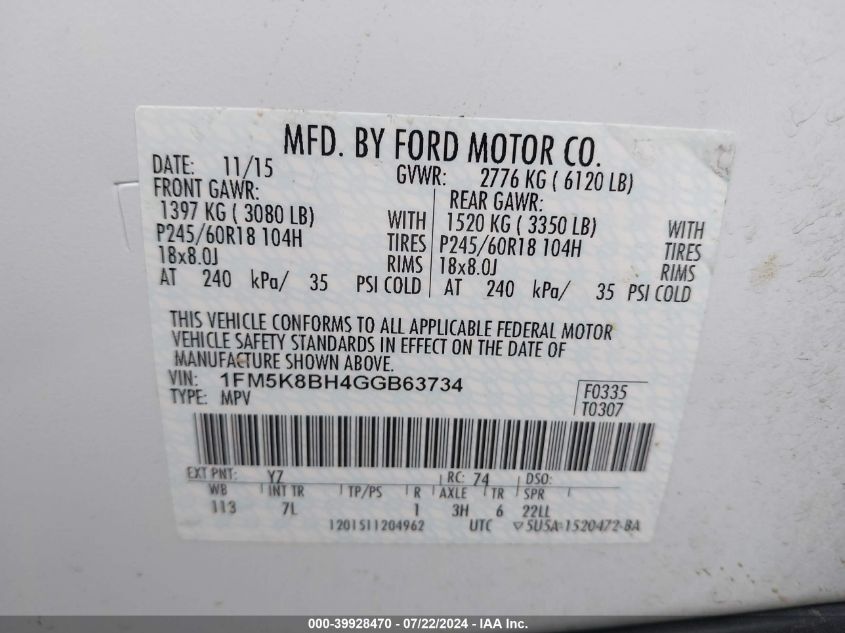 MFD. BY FORD MOTOR CO.
DATE: 11/15 GVWR: 2776 KG ( 6120 LB)
FRONT GAWR: REAR GAWR:
1397 KG ( 3080 LB) WITH 1520 KG ( 3350 LB) WITH
P245/60R18 104H TIRES P245/60R18 104H TIRES
18x8.0J RIMS 18x8.0J RIMS
AT 240 kPa/ 35 PSI COLD AT 240 kPa/ 35 PSI COLD
THIS VEHICLE CONFORMS TO ALL APPLICABLE FEDERAL MOTOR
VEHICLE SAFETY STANDARDS IN EFFECT ON THE DATE OF
MANUFACTURE SHOWN ABOVE.
VIN: 1FM5K8BH4GGB63734
TYPE: MPV
F0335
T0307
EXT PNT: YZ RC: 74 DSO:
WB INT TR TP/PS R AXLE TR SPR
113 7L 1 3H 6 22LL
1201511204962 UTC ▽5U5A-1520472-BA
000-39928470 - 07/22/2024 - IAA Inc.